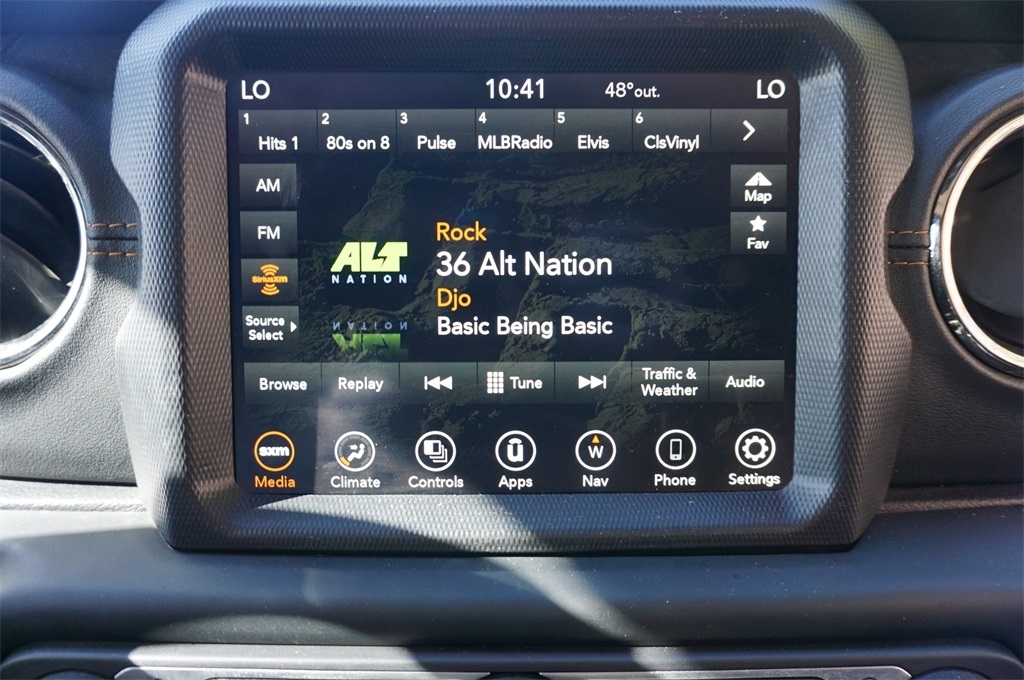 LO 10:41 48°out. LO
1 Hits 1 2 80s on 8 3 Pulse 4 MLBRadio 5 Elvis 6 ClsVinyl
AM
Map
FM
Fav
SiriusXM
Source
Select
ALT
NATION
Rock
36 Alt Nation
Djo
Basic Being Basic
Browse Replay Tune Traffic &
Weather Audio
sxm W
Media Climate Controls Apps Nav Phone Settings